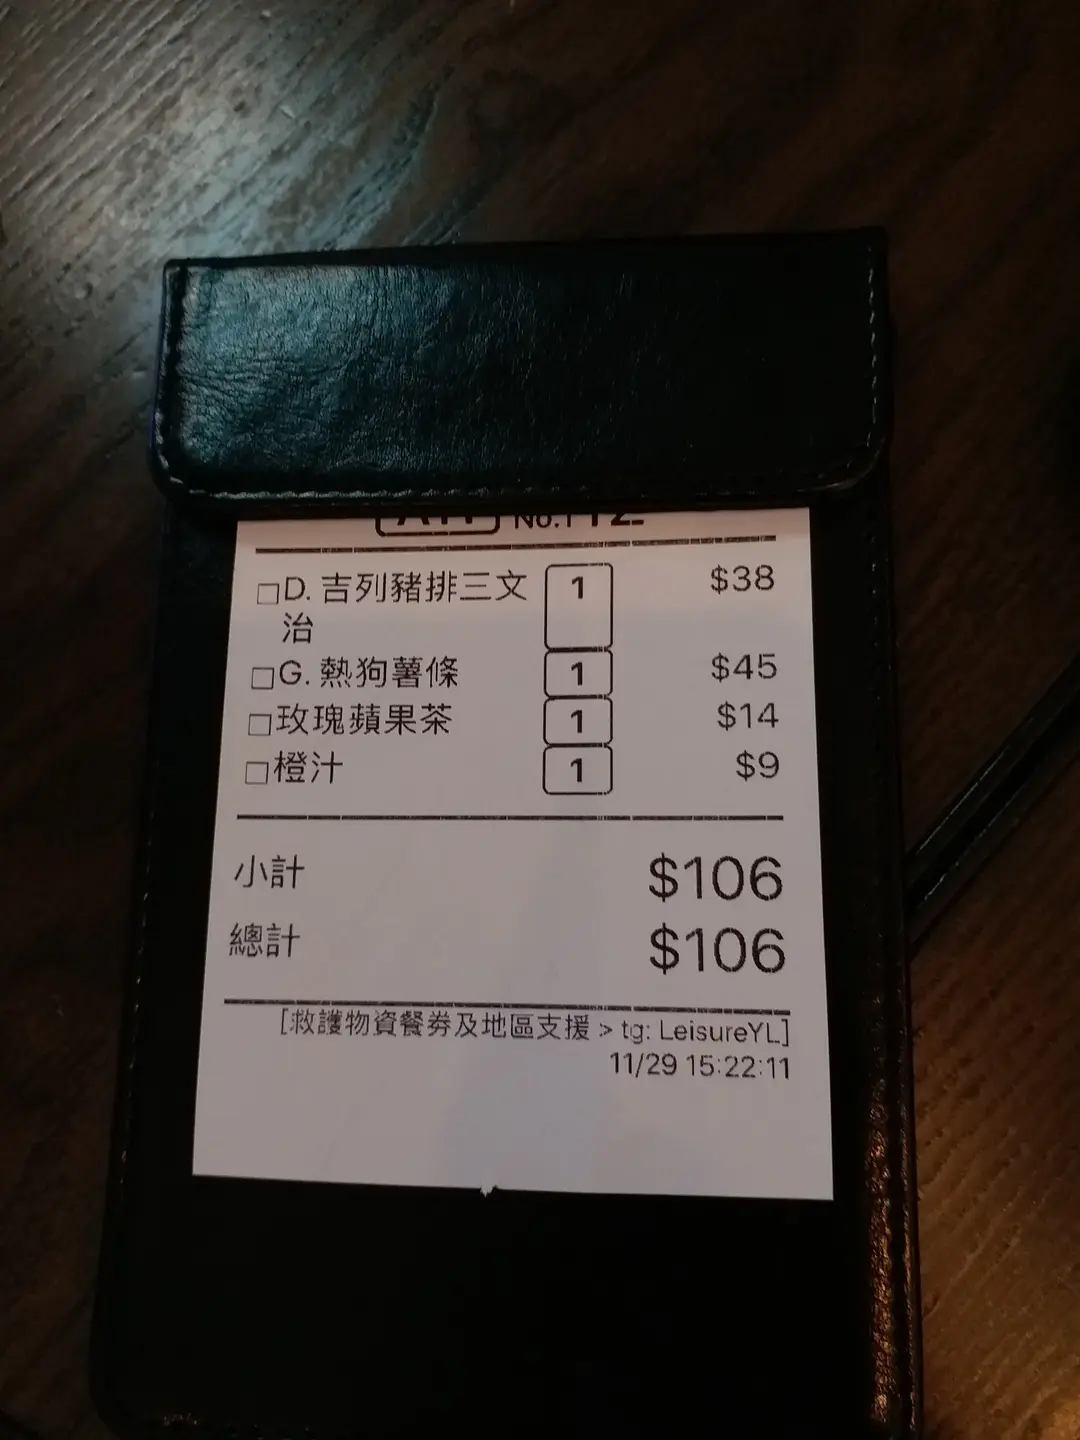 No.1
□D. 吉列豬排三文 1 $38
治
□G. 熱狗薯條 1 $45
□玫瑰蘋果茶 1 $14
□橙汁 1 $9
小計 $106
總計 $106
[救護物資餐券及地區支援 > tg: LeisureYL]
11/29 15:22:11